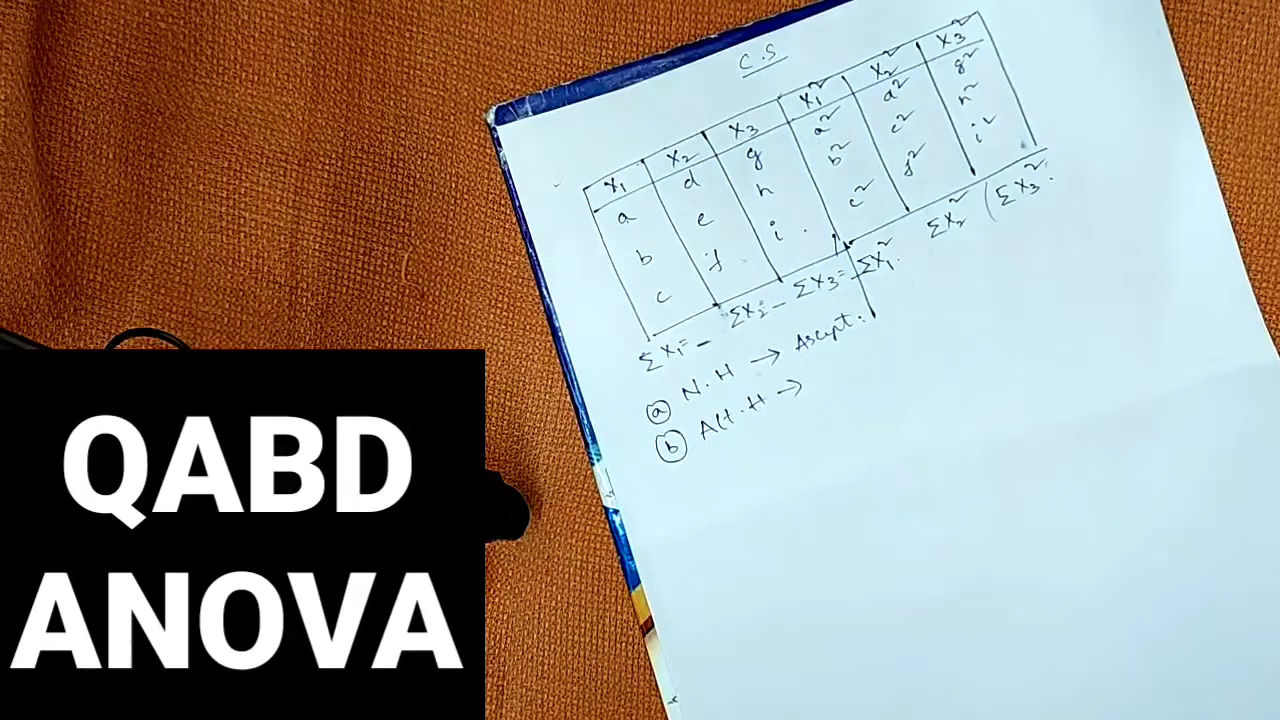 C.S
X₁ X₂ X₃ X₁² X₂² X₃²
a d g a² d² g²
b e h b² e² h²
c f i c² f² i²
ΣX₁= - ΣX₂= - ΣX₃= ΣX₁² ΣX₂² ΣX₃²
ⓐ N.H → Accept:
ⓑ Alt.H →
QABD
ANOVA